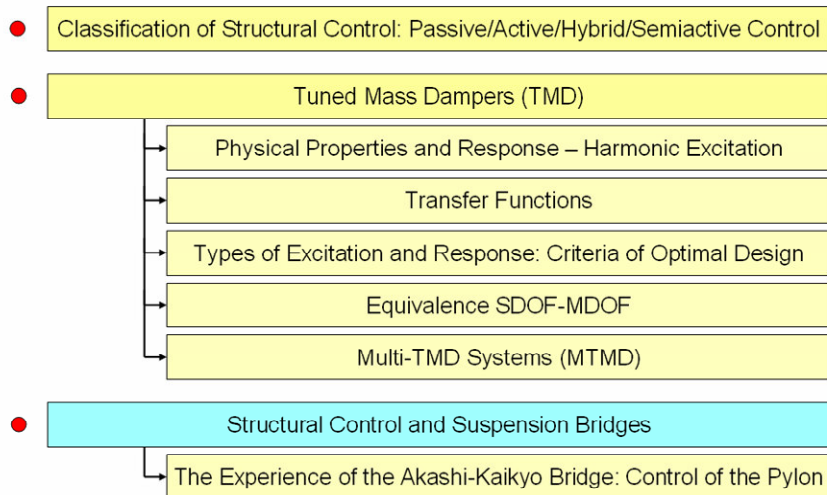 Classification of Structural Control: Passive/Active/Hybrid/Semiactive Control
Tuned Mass Dampers (TMD)
Physical Properties and Response – Harmonic Excitation
Transfer Functions
Types of Excitation and Response: Criteria of Optimal Design
Equivalence SDOF-MDOF
Multi-TMD Systems (MTMD)
Structural Control and Suspension Bridges
The Experience of the Akashi-Kaikyo Bridge: Control of the Pylon